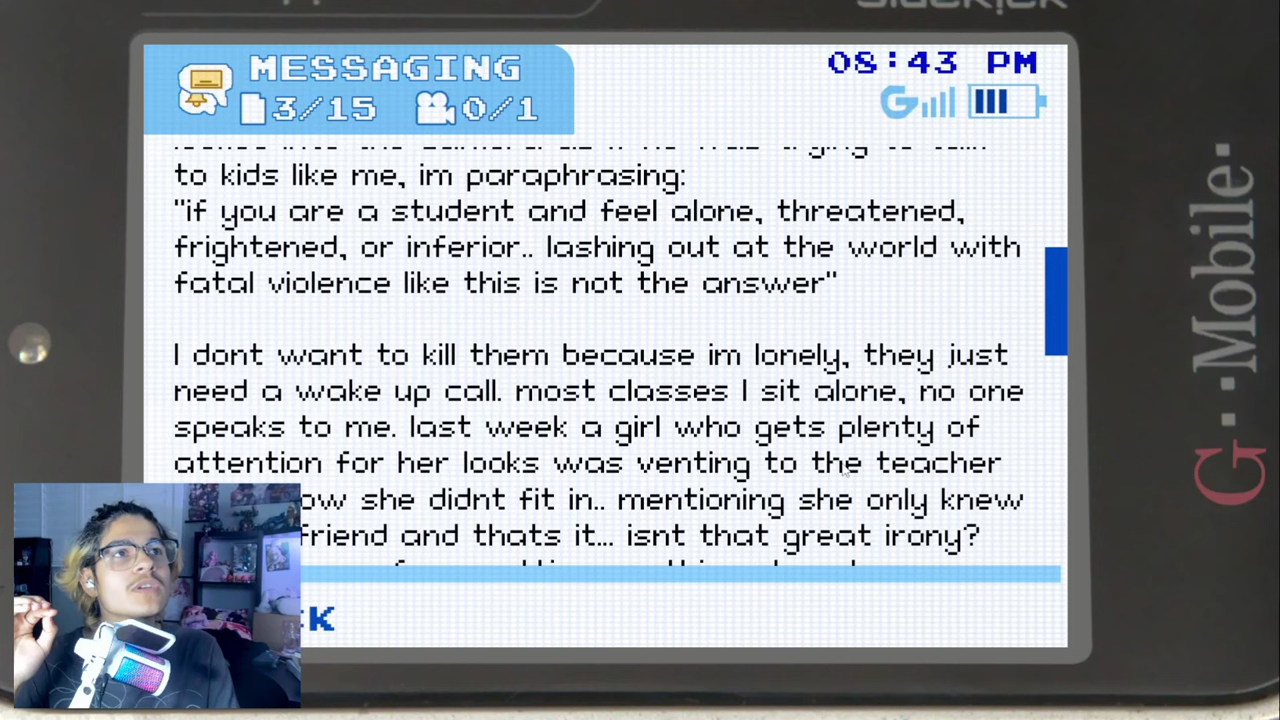 sidekick
MESSAGING
3/15 0/1
08:43 PM
G
to kids like me, im paraphrasing:
"if you are a student and feel alone, threatened,
frightened, or inferior.. lashing out at the world with
fatal violence like this is not the answer"
I dont want to kill them because im lonely, they just
need a wake up call. most classes I sit alone, no one
speaks to me. last week a girl who gets plenty of
attention for her looks was venting to the teacher
she didnt fit in.. mentioning she only knew
friend and thats it... isnt that great irony?
G··Mobile·